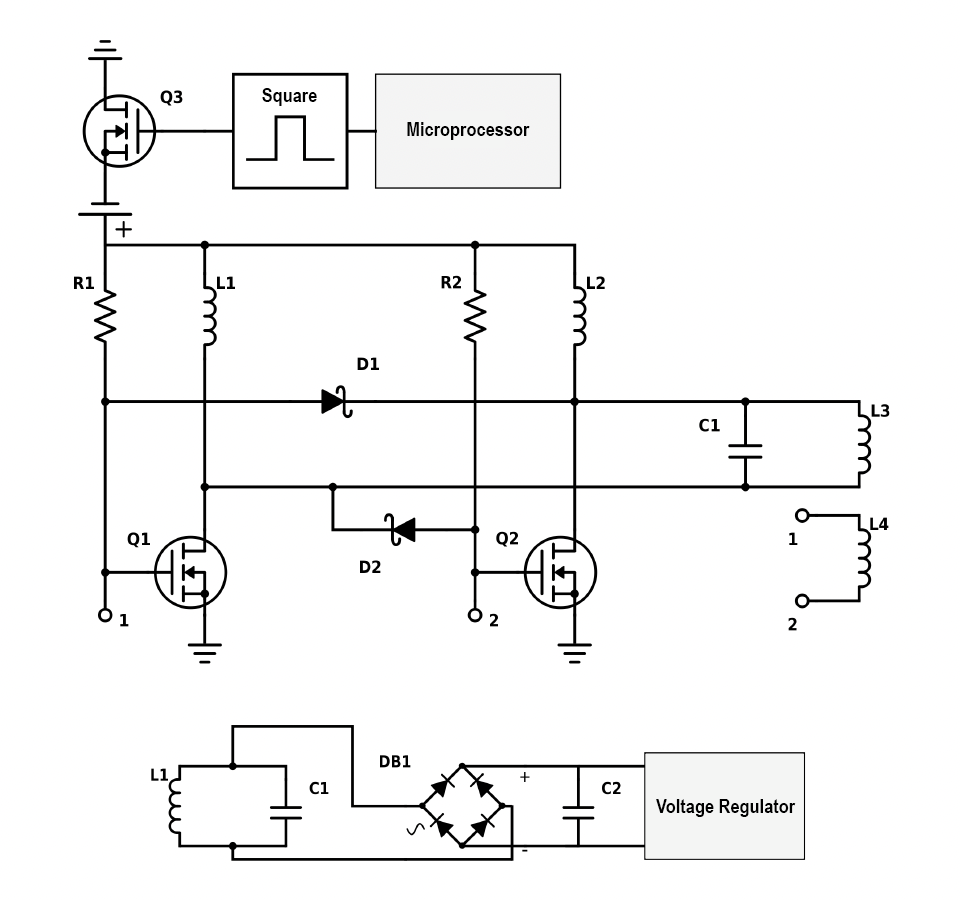 Q3
Square
Microprocessor
+
R1
L1
R2
L2
D1
C1
L3
Q1
D2
Q2
1
L4
1
2
2
L1
C1
DB1
+
-
C2
Voltage Regulator